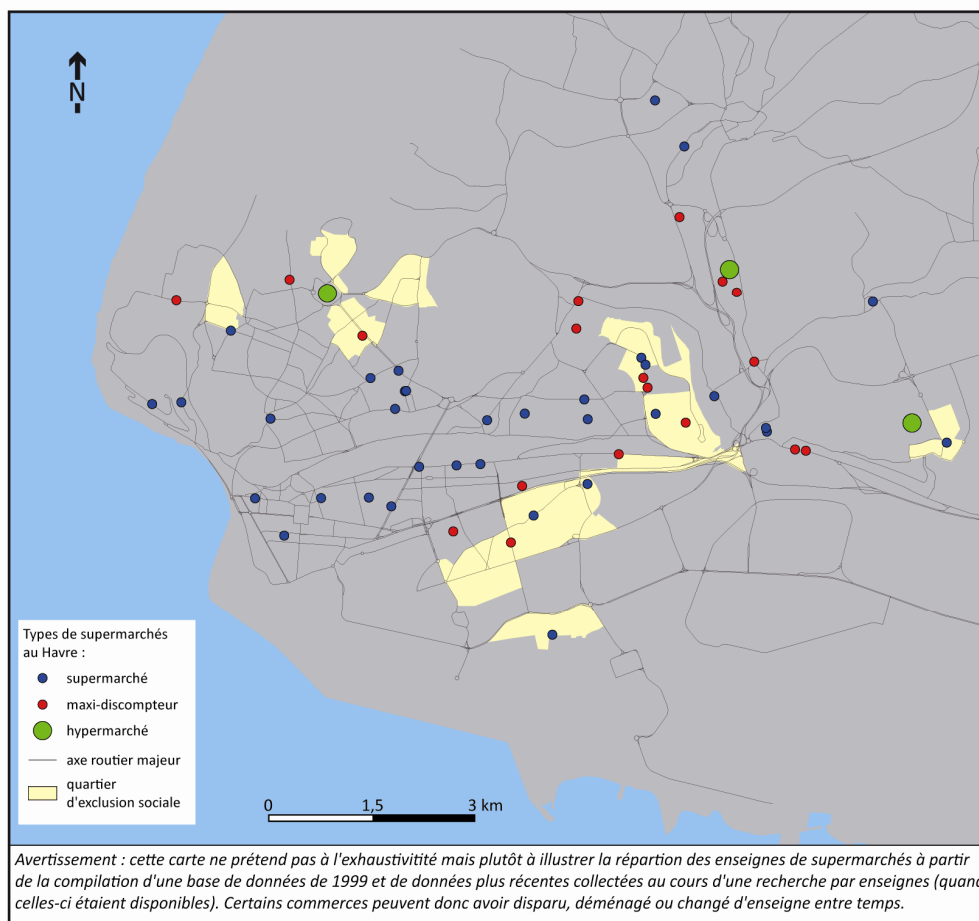 N
Types de supermarchés
au Havre :
supermarché
maxi-discompteur
hypermarché
axe routier majeur
quartier
d'exclusion sociale
0 1,5 3 km
Avertissement : cette carte ne prétend pas à l'exhaustivitité mais plutôt à illustrer la répartion des enseignes de supermarchés à partir
de la compilation d'une base de données de 1999 et de données plus récentes collectées au cours d'une recherche par enseignes (quand
celles-ci étaient disponibles). Certains commerces peuvent donc avoir disparu, déménagé ou changé d'enseigne entre temps.